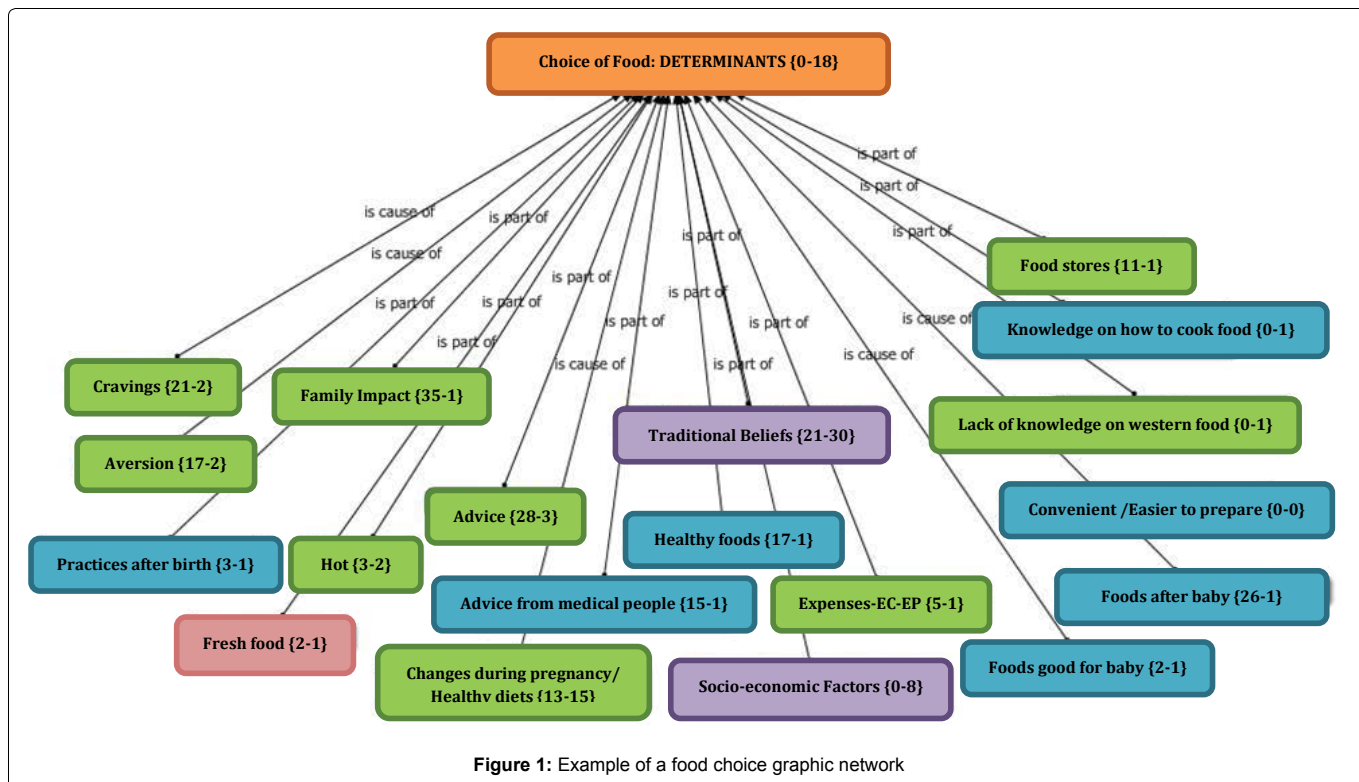 Choice of Food: DETERMINANTS {0-18}
is part of
is part of
is cause of
is part of
is part of
is part of
is cause of
is part of
is part of
is part of
is part of
is part of
is cause of
is part of
is part of
is cause of
is cause of
is part of
Food stores {11-1}
Knowledge on how to cook food {0-1}
Cravings {21-2}
Family Impact {35-1}
Traditional Beliefs {21-30}
Lack of knowledge on western food {0-1}
Aversion {17-2}
Advice {28-3}
Convenient /Easier to prepare {0-0}
Healthy foods {17-1}
Practices after birth {3-1}
Hot {3-2}
Advice from medical people {15-1}
Expenses-EC-EP {5-1}
Foods after baby {26-1}
Fresh food {2-1}
Foods good for baby {2-1}
Changes during pregnancy/
Healthy diets {13-15}
Socio-economic Factors {0-8}
Figure 1: Example of a food choice graphic network